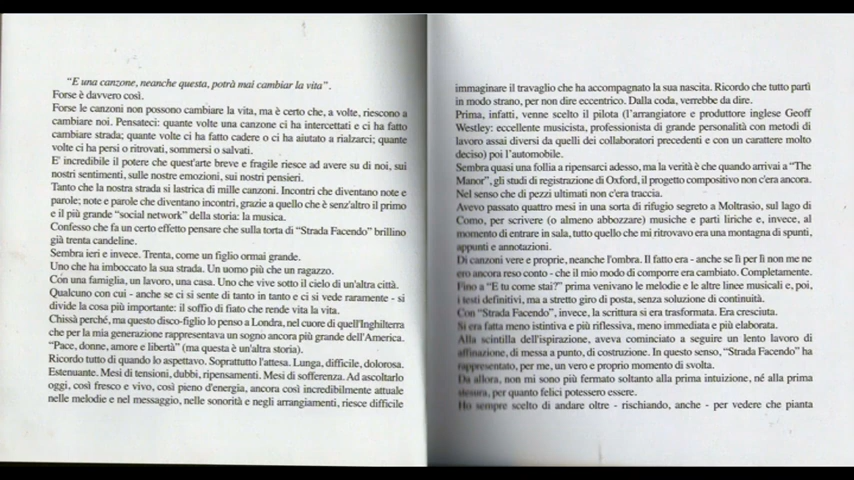 "E una canzone, neanche questa, potrà mai cambiar la vita".
Forse è davvero così.
Forse le canzoni non possono cambiare la vita, ma è certo che, a volte, riescono a
cambiare noi. Pensateci: quante volte una canzone ci ha intercettati e ci ha fatto
cambiare strada; quante volte ci ha fatto cadere o ci ha aiutato a rialzarci; quante
volte ci ha persi o ritrovati, sommersi o salvati.
E' incredibile il potere che quest'arte breve e fragile riesce ad avere su di noi, sui
nostri sentimenti, sulle nostre emozioni, sui nostri pensieri.
Tanto che la nostra strada si lastrica di mille canzoni. Incontri che diventano note e
parole; note e parole che diventano incontri, grazie a quello che è senz'altro il primo
e il più grande "social network" della storia: la musica.
Confesso che fa un certo effetto pensare che sulla torta di "Strada Facendo" brillino
già trenta candeline.
Sembra ieri e invece. Trenta, come un figlio ormai grande.
Uno che ha imboccato la sua strada. Un uomo più che un ragazzo.
Con una famiglia, un lavoro, una casa. Uno che vive sotto il cielo di un'altra città.
Qualcuno con cui - anche se ci si sente di tanto in tanto e ci si vede raramente - si
divide la cosa più importante: il soffio di fiato che rende vita la vita.
Chissà perché, ma questo disco-figlio lo penso a Londra, nel cuore di quell'Inghilterra
che per la mia generazione rappresentava un sogno ancora più grande dell'America.
"Pace, donne, amore e libertà" (ma questa è un'altra storia).
Ricordo tutto di quando lo aspettavo. Soprattutto l'attesa. Lunga, difficile, dolorosa.
Estenuante. Mesi di tensioni, dubbi, ripensamenti. Mesi di sofferenza. Ad ascoltarlo
oggi, così fresco e vivo, così pieno d'energia, ancora così incredibilmente attuale
nelle melodie e nel messaggio, nelle sonorità e negli arrangiamenti, riesce difficile
immaginare il travaglio che ha accompagnato la sua nascita. Ricordo che tutto partì
in modo strano, per non dire eccentrico. Dalla coda, verrebbe da dire.
Prima, infatti, venne scelto il pilota (l'arrangiatore e produttore inglese Geoff
Westley: eccellente musicista, professionista di grande personalità con metodi di
lavoro assai diversi da quelli dei collaboratori precedenti e con un carattere molto
deciso) poi l'automobile.
Sembra quasi una follia a ripensarci adesso, ma la verità è che quando arrivai a "The
Manor", gli studi di registrazione di Oxford, il progetto compositivo non c'era ancora.
Nel senso che di pezzi ultimati non c'era traccia.
Avevo passato quattro mesi in una sorta di rifugio segreto a Moltrasio, sul lago di
Como, per scrivere (o almeno abbozzare) musiche e parti liriche e, invece, al
momento di entrare in sala, tutto quello che mi ritrovavo era una montagna di spunti,
appunti e annotazioni.
Di canzoni vere e proprie, neanche l'ombra. Il fatto era - anche se lì per lì non me ne
ero ancora reso conto - che il mio modo di comporre era cambiato. Completamente.
Fino a "E tu come stai?" prima venivano le melodie e le altre linee musicali e, poi,
i testi definitivi, ma a stretto giro di posta, senza soluzione di continuità.
Con "Strada Facendo", invece, la scrittura si era trasformata. Era cresciuta.
Si era fatta meno istintiva e più riflessiva, meno immediata e più elaborata.
Alla scintilla dell'ispirazione, aveva cominciato a seguire un lento lavoro di
affinazione, di messa a punto, di costruzione. In questo senso, "Strada Facendo" ha
rappresentato, per me, un vero e proprio momento di svolta.
Da allora, non mi sono più fermato soltanto alla prima intuizione, né alla prima
stesura, per quanto felici potessero essere.
Ho sempre scelto di andare oltre - rischiando, anche - per vedere che pianta